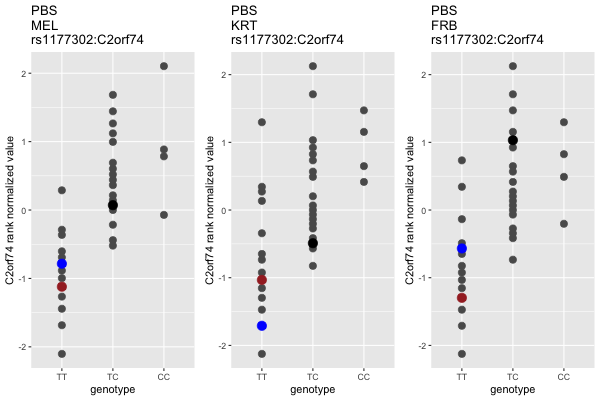 PBS
MEL
rs1177302:C2orf74
C2orf74 rank normalized value
2
1
0
-1
-2
TT
TC
CC
genotype
PBS
KRT
rs1177302:C2orf74
C2orf74 rank normalized value
2
1
0
-1
-2
TT
TC
CC
genotype
PBS
FRB
rs1177302:C2orf74
C2orf74 rank normalized value
2
1
0
-1
-2
TT
TC
CC
genotype